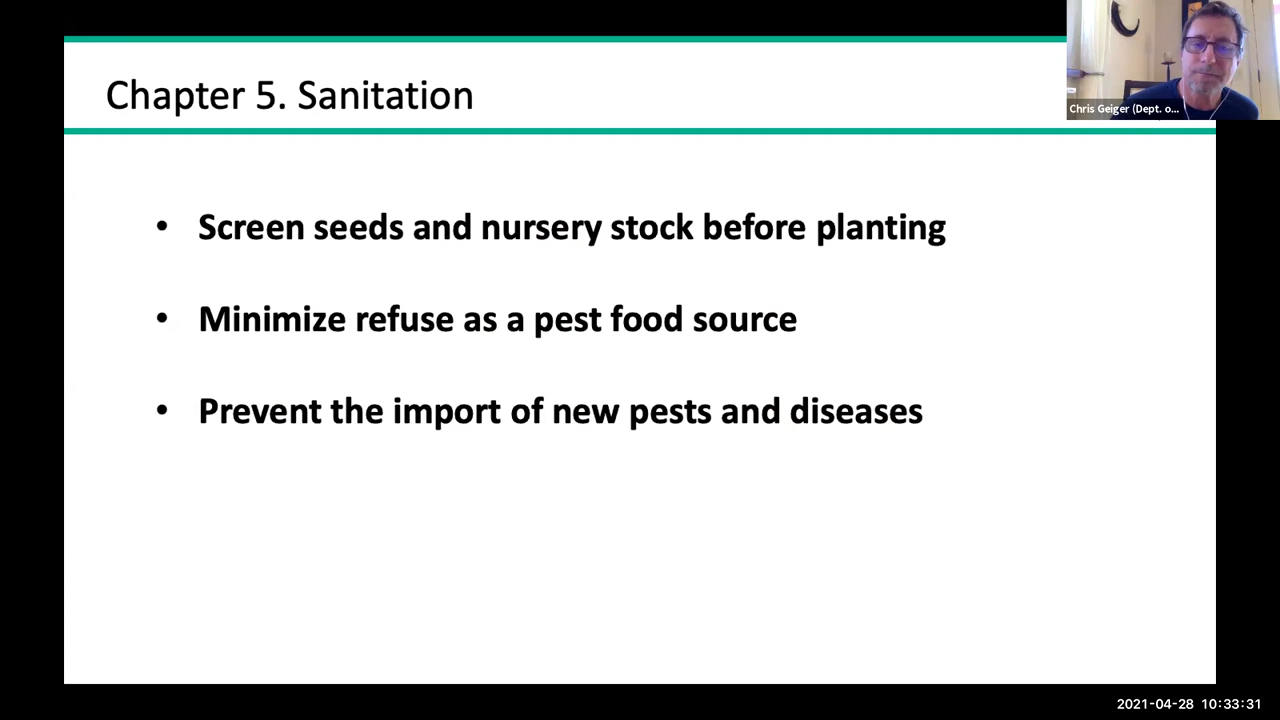 Chapter 5. Sanitation
Chris Geiger (Dept. o...
• Screen seeds and nursery stock before planting
• Minimize refuse as a pest food source
• Prevent the import of new pests and diseases
2021-04-28 10:33:31